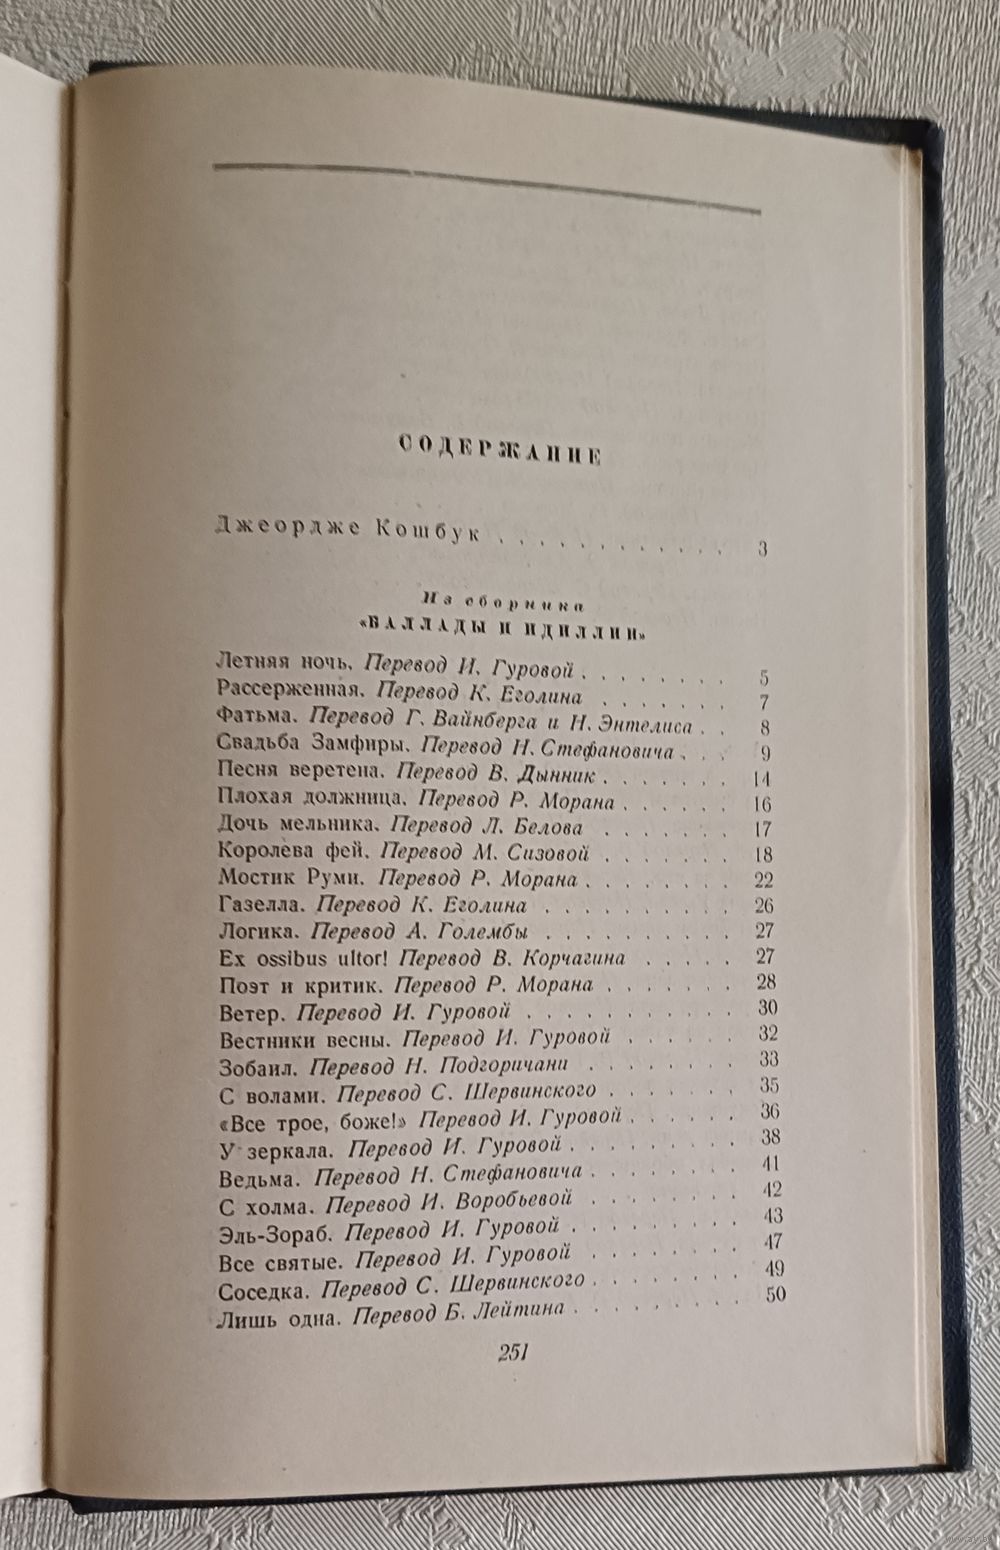 СОДЕРЖАНИЕ
Джеордже Кошбук . . . . . . . . . . . . 3
Из сборника
«БАЛЛАДЫ И ИДИЛЛИИ»
Летняя ночь. Перевод И. Гуровой . . . . . . . . 5
Рассерженная. Перевод К. Еголина . . . . . . . 7
Фатьма. Перевод Г. Вайнберга и Н. Энтелиса . . 8
Свадьба Замфиры. Перевод Н. Стефановича . . . 9
Песня веретена. Перевод В. Дынник . . . . . . . 14
Плохая должница. Перевод Р. Морана . . . . . . 16
Дочь мельника. Перевод Л. Белова . . . . . . . 17
Королева фей. Перевод М. Сизовой . . . . . . . 18
Мостик Руми. Перевод Р. Морана . . . . . . . . 22
Газелла. Перевод К. Еголина . . . . . . . . . . 26
Логика. Перевод А. Голембы . . . . . . . . . . 27
Ex ossibus ultor! Перевод В. Корчагина . . . . . 27
Поэт и критик. Перевод Р. Морана . . . . . . . 28
Ветер. Перевод И. Гуровой . . . . . . . . . . . 30
Вестники весны. Перевод И. Гуровой . . . . . . 32
Зобаил. Перевод Н. Подгоричани . . . . . . . . 33
С волами. Перевод С. Шервинского . . . . . . . 35
«Все трое, боже!» Перевод И. Гуровой . . . . . . 36
У зеркала. Перевод И. Гуровой . . . . . . . . . 38
Ведьма. Перевод Н. Стефановича . . . . . . . . 41
С холма. Перевод И. Воробьевой . . . . . . . . 42
Эль-Зораб. Перевод И. Гуровой . . . . . . . . . 43
Все святые. Перевод И. Гуровой . . . . . . . . 47
Соседка. Перевод С. Шервинского . . . . . . . . 49
Лишь одна. Перевод Б. Лейтина . . . . . . . . . 50
251